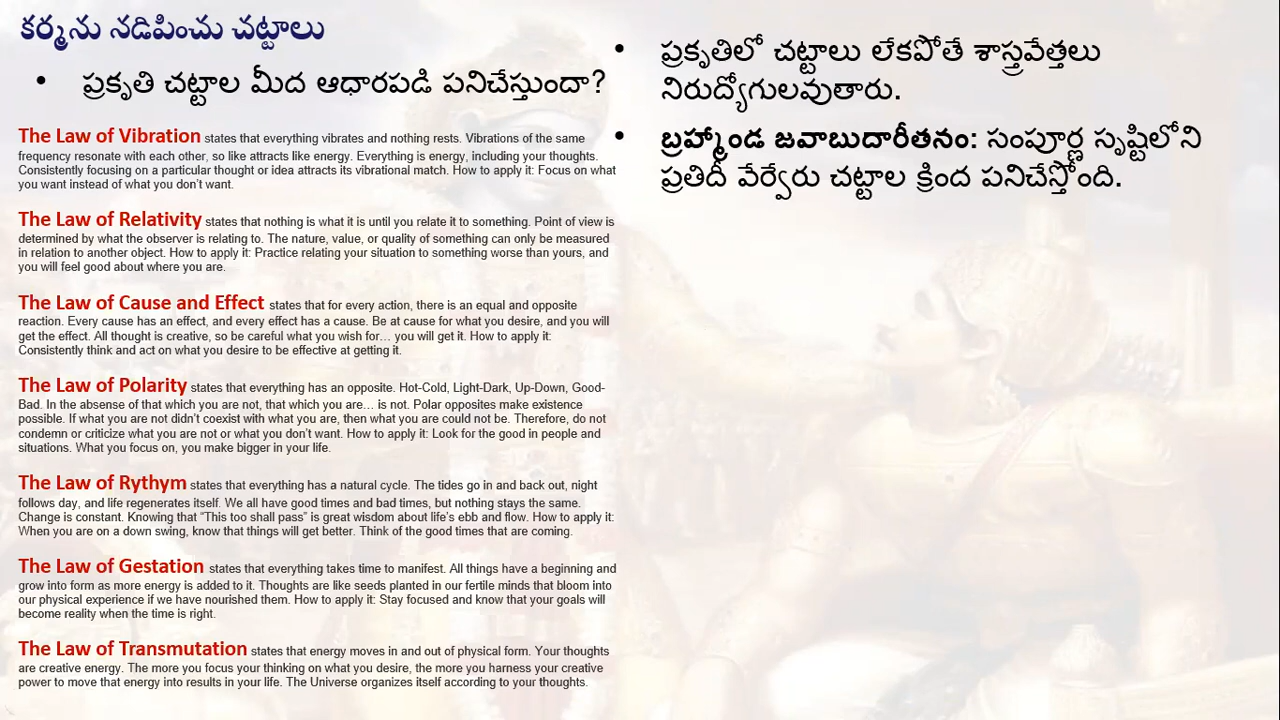 కర్మను నడిపించు చట్టాలు
• ప్రకృతి చట్టాల మీద ఆధారపడి పనిచేస్తుందా?
The Law of Vibration states that everything vibrates and nothing rests. Vibrations of the same
frequency resonate with each other, so like attracts like energy. Everything is energy, including your thoughts.
Consistently focusing on a particular thought or idea attracts its vibrational match. How to apply it: Focus on what
you want instead of what you don't want.
The Law of Relativity states that nothing is what it is until you relate it to something. Point of view is
determined by what the observer is relating to. The nature, value, or quality of something can only be measured
in relation to another object. How to apply it: Practice relating your situation to something worse than yours, and
you will feel good about where you are.
The Law of Cause and Effect states that for every action, there is an equal and opposite
reaction. Every cause has an effect, and every effect has a cause. Be at cause for what you desire, and you will
get the effect. All thought is creative, so be careful what you wish for... you will get it. How to apply it:
Consistently think and act on what you desire to be effective at getting it.
The Law of Polarity states that everything has an opposite. Hot-Cold, Light-Dark, Up-Down, Good-
Bad. In the absense of that which you are not, that which you are... is not. Polar opposites make existence
possible. If what you are not didn't coexist with what you are, then what you are could not be. Therefore, do not
condemn or criticize what you are not or what you don't want. How to apply it: Look for the good in people and
situations. What you focus on, you make bigger in your life.
The Law of Rythym states that everything has a natural cycle. The tides go in and back out, night
follows day, and life regenerates itself. We all have good times and bad times, but nothing stays the same.
Change is constant. Knowing that "This too shall pass" is great wisdom about life's ebb and flow. How to apply it:
When you are on a down swing, know that things will get better. Think of the good times that are coming.
The Law of Gestation states that everything takes time to manifest. All things have a beginning and
grow into form as more energy is added to it. Thoughts are like seeds planted in our fertile minds that bloom into
our physical experience if we have nourished them. How to apply it: Stay focused and know that your goals will
become reality when the time is right.
The Law of Transmutation states that energy moves in and out of physical form. Your thoughts
are creative energy. The more you focus your thinking on what you desire, the more you harness your creative
power to move that energy into results in your life. The Universe organizes itself according to your thoughts.
• ప్రకృతిలో చట్టాలు లేకపోతే శాస్త్రవేత్తలు
నిరుద్యోగులవుతారు.
• బ్రహ్మాండ జవాబుదారీతనం: సంపూర్ణ సృష్టిలోని
ప్రతిదీ వేర్వేరు చట్టాల క్రింద పనిచేస్తోంది.